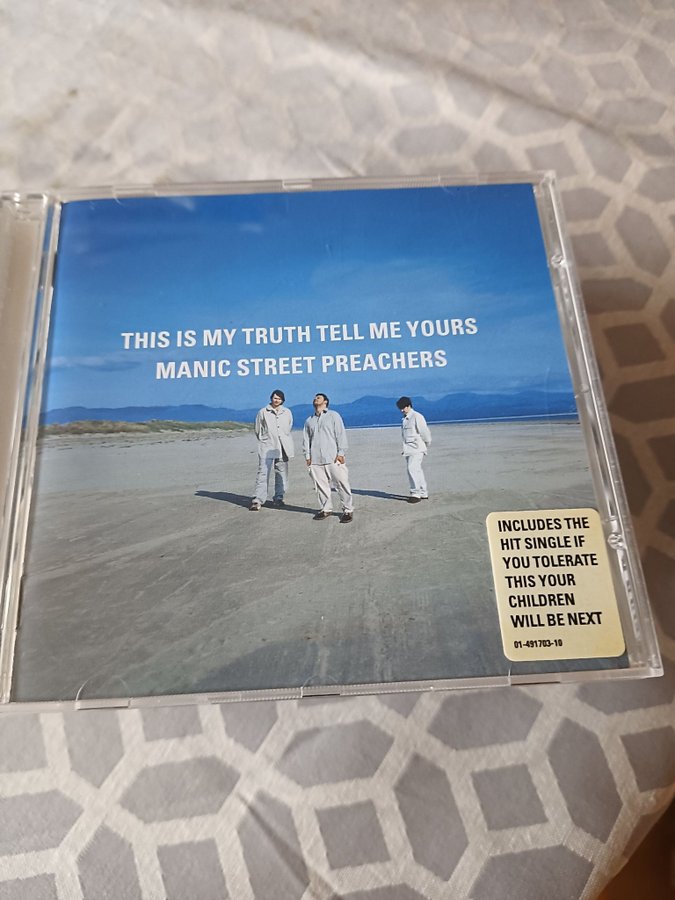 THIS IS MY TRUTH TELL ME YOURS
MANIC STREET PREACHERS
INCLUDES THE
HIT SINGLE IF
YOU TOLERATE
THIS YOUR
CHILDREN
WILL BE NEXT
01-491703-10